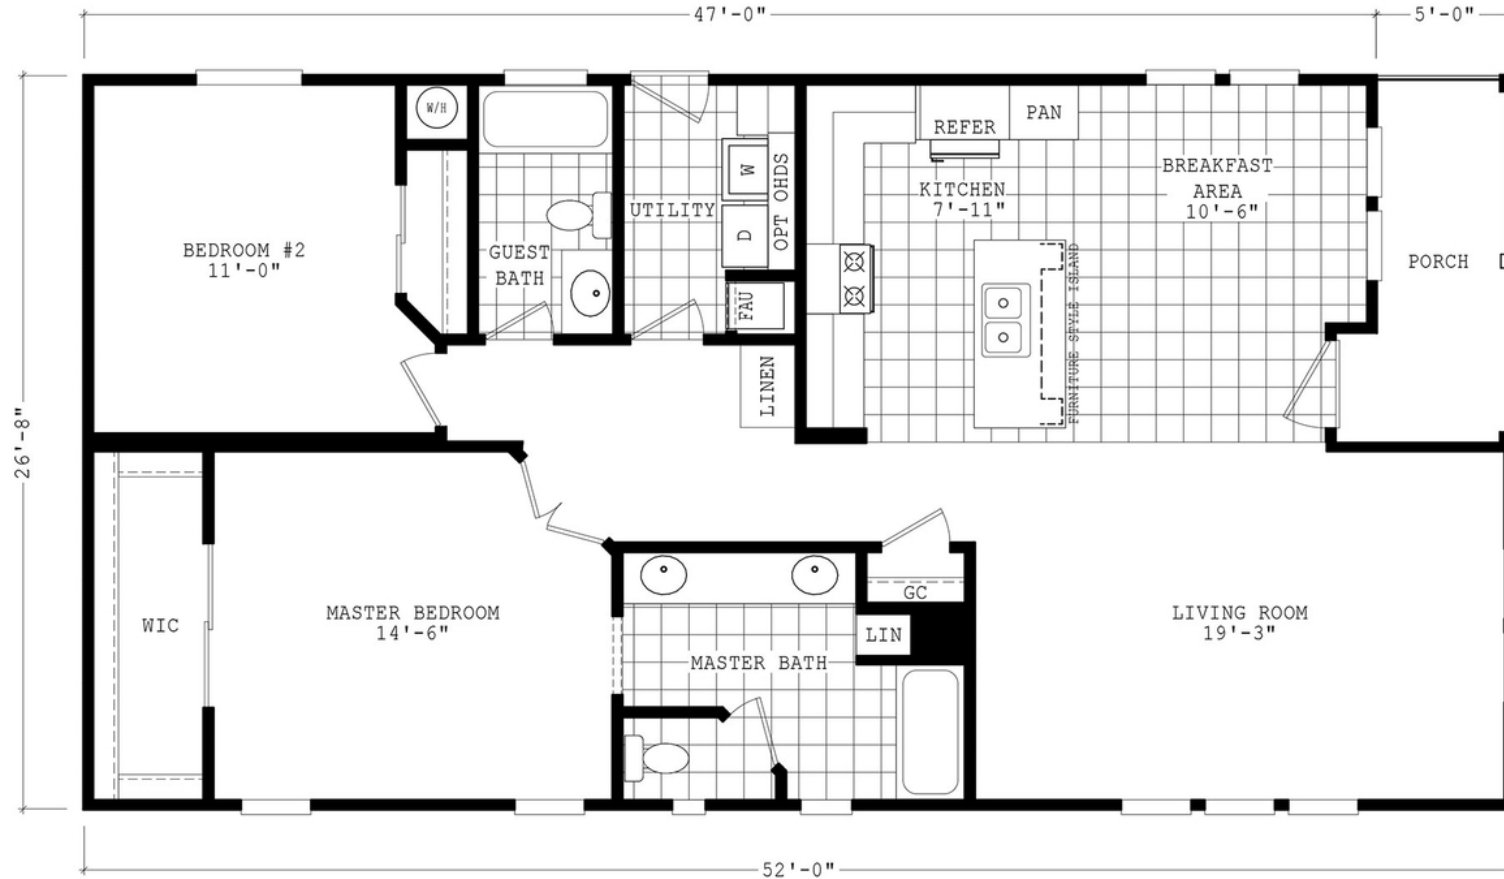 47'-0"
5'-0"
26'-8"
W/H
REFER
PAN
W
D
OPT OHDS
UTILITY
KITCHEN
7'-11"
BREAKFAST
AREA
10'-6"
BEDROOM #2
11'-0"
GUEST
BATH
FAU
FURNITURE STYLE ISLAND
PORCH
LINEN
WIC
MASTER BEDROOM
14'-6"
GC
LIN
MASTER BATH
LIVING ROOM
19'-3"
52'-0"